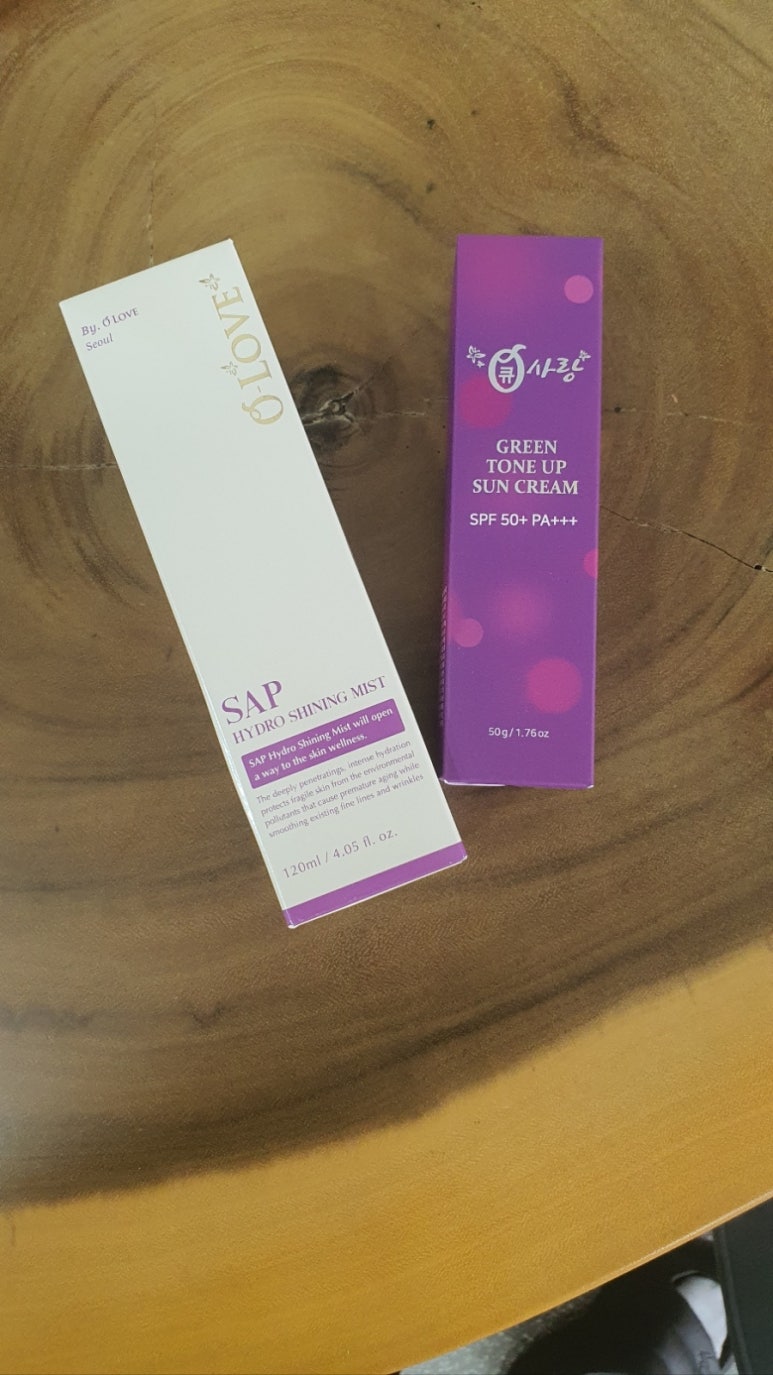 By. Q LOVE
Seoul
Q-LOVE
SAP
HYDRO SHINING MIST
SAP Hydro Shining Mist will open
a way to the skin wellness.
The deeply penetratings, intense hydration
protects fragile skin from the environmental
pollutants that cause premature aging while
smoothing existing fine lines and wrinkles
120ml / 4.05 fl. oz.
큐사랑
GREEN
TONE UP
SUN CREAM
SPF 50+ PA+++
50g / 1.76 oz